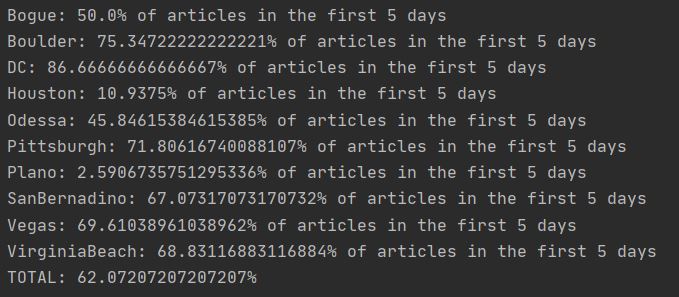 Bogue: 50.0% of articles in the first 5 days
Boulder: 75.34722222222221% of articles in the first 5 days
DC: 86.66666666666667% of articles in the first 5 days
Houston: 10.9375% of articles in the first 5 days
Odessa: 45.84615384615385% of articles in the first 5 days
Pittsburgh: 71.80616740088107% of articles in the first 5 days
Plano: 2.5906735751295336% of articles in the first 5 days
SanBernadino: 67.07317073170732% of articles in the first 5 days
Vegas: 69.61038961038962% of articles in the first 5 days
VirginiaBeach: 68.83116883116884% of articles in the first 5 days
TOTAL: 62.07207207207207%